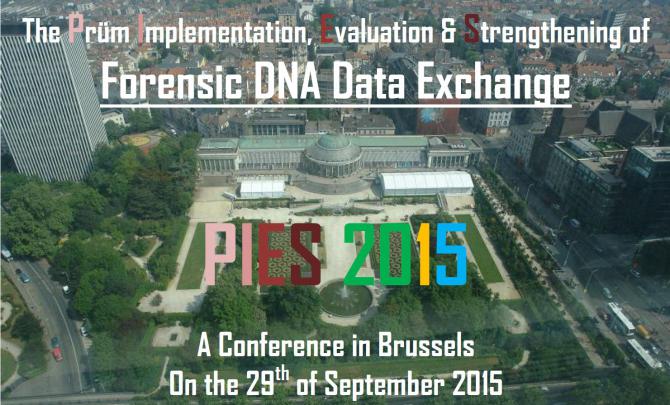 The Prüm Implementation, Evaluation & Strengthening of
Forensic DNA Data Exchange
PIES 2015
A Conference in Brussels
On the 29th of September 2015